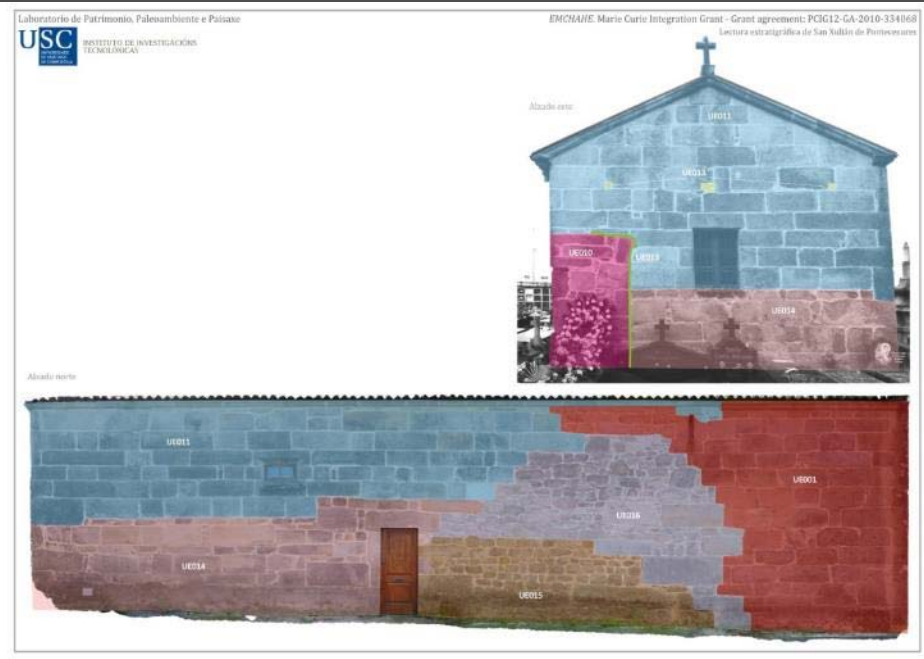 Laboratorio de Patrimonio, Paleoambiente e Paisaxe
EMCHAHE. Marie Curie Integration Grant - Grant agreement: PCIG12-GA-2010-334068
Lectura estratigráfica de San Xulián de Pontevesures
USC
INSTITUTO DE INVESTIGACIÓNS
TECNOLÓXICAS
Alzado este
UE011
UE012
UE010
UE013
UE014
Alzado norte
UE011
UE001
UE016
UE014
UE015